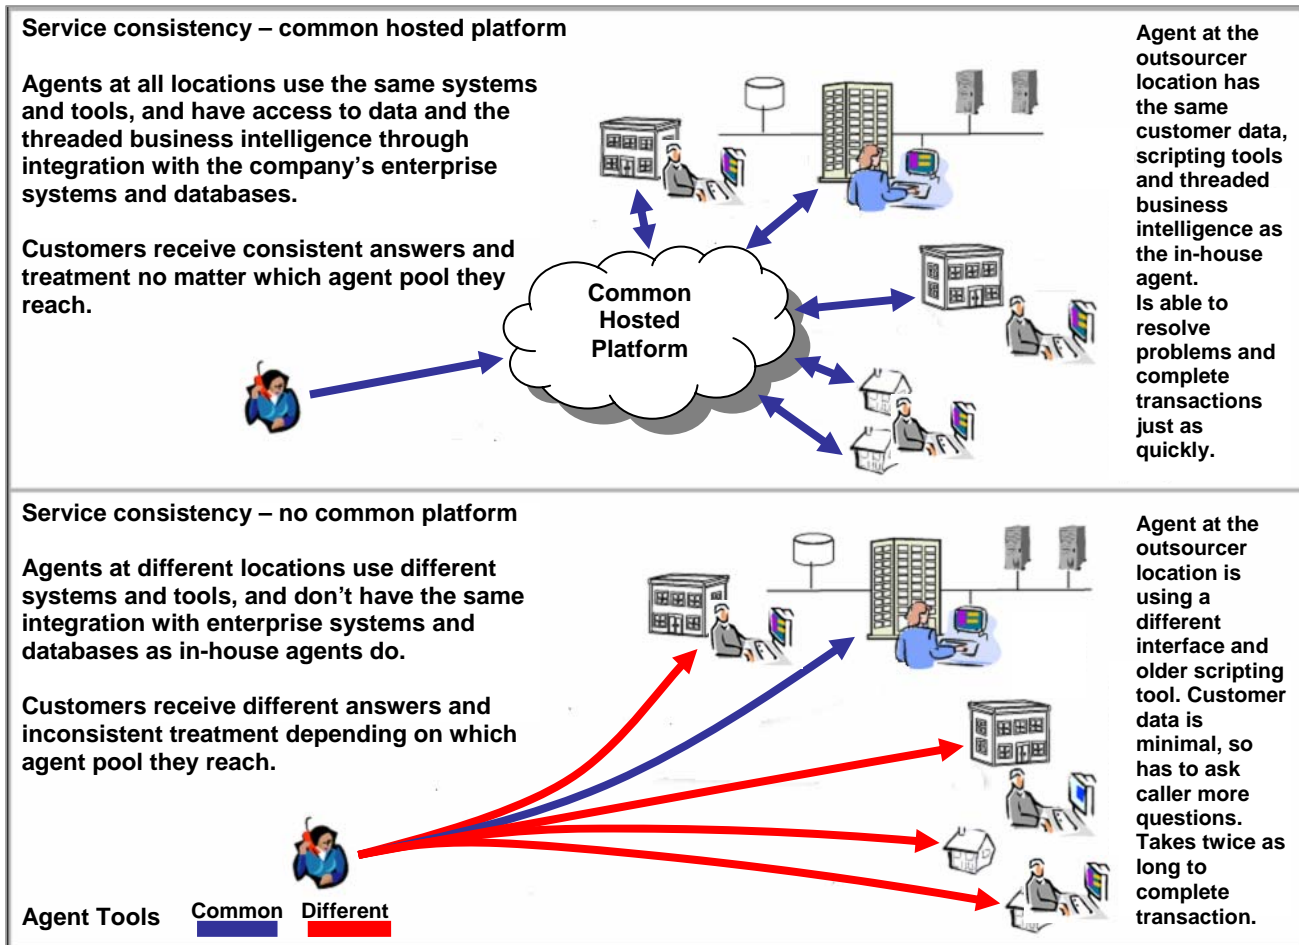 Service consistency – common hosted platform
Agents at all locations use the same systems
and tools, and have access to data and the
threaded business intelligence through
integration with the company’s enterprise
systems and databases.
Customers receive consistent answers and
treatment no matter which agent pool they
reach.
Common
Hosted
Platform
Agent at the
outsourcer
location has
the same
customer data,
scripting tools
and threaded
business
intelligence as
the in-house
agent.
Is able to
resolve
problems and
complete
transactions
just as
quickly.
Service consistency – no common platform
Agents at different locations use different
systems and tools, and don’t have the same
integration with enterprise systems and
databases as in-house agents do.
Customers receive different answers and
inconsistent treatment depending on which
agent pool they reach.
Agent at the
outsourcer
location is
using a
different
interface and
older scripting
tool. Customer
data is
minimal, so
has to ask
caller more
questions.
Takes twice as
long to
complete
transaction.
Agent Tools
Common
Different